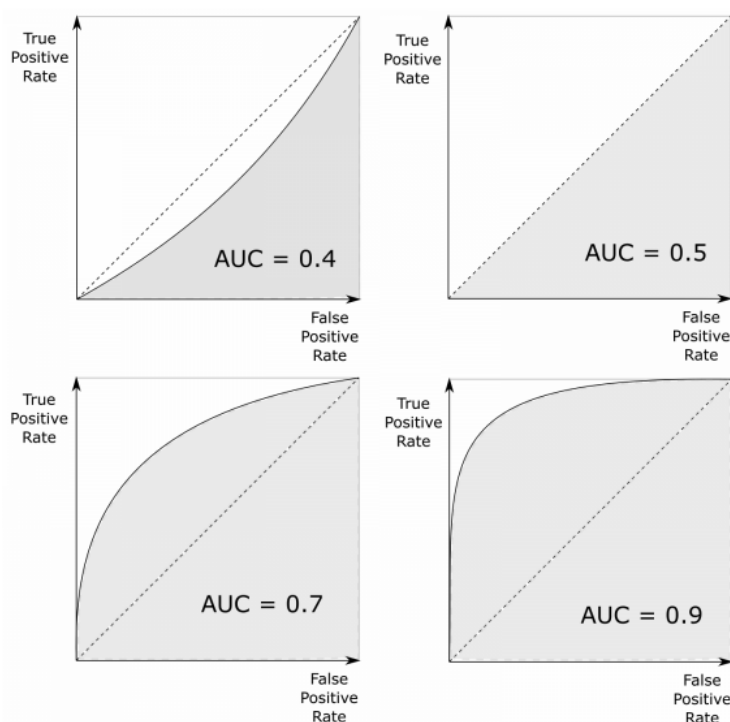 True
Positive
Rate
AUC = 0.4
False
Positive
Rate
True
Positive
Rate
AUC = 0.5
False
Positive
Rate
True
Positive
Rate
AUC = 0.7
False
Positive
Rate
True
Positive
Rate
AUC = 0.9
False
Positive
Rate